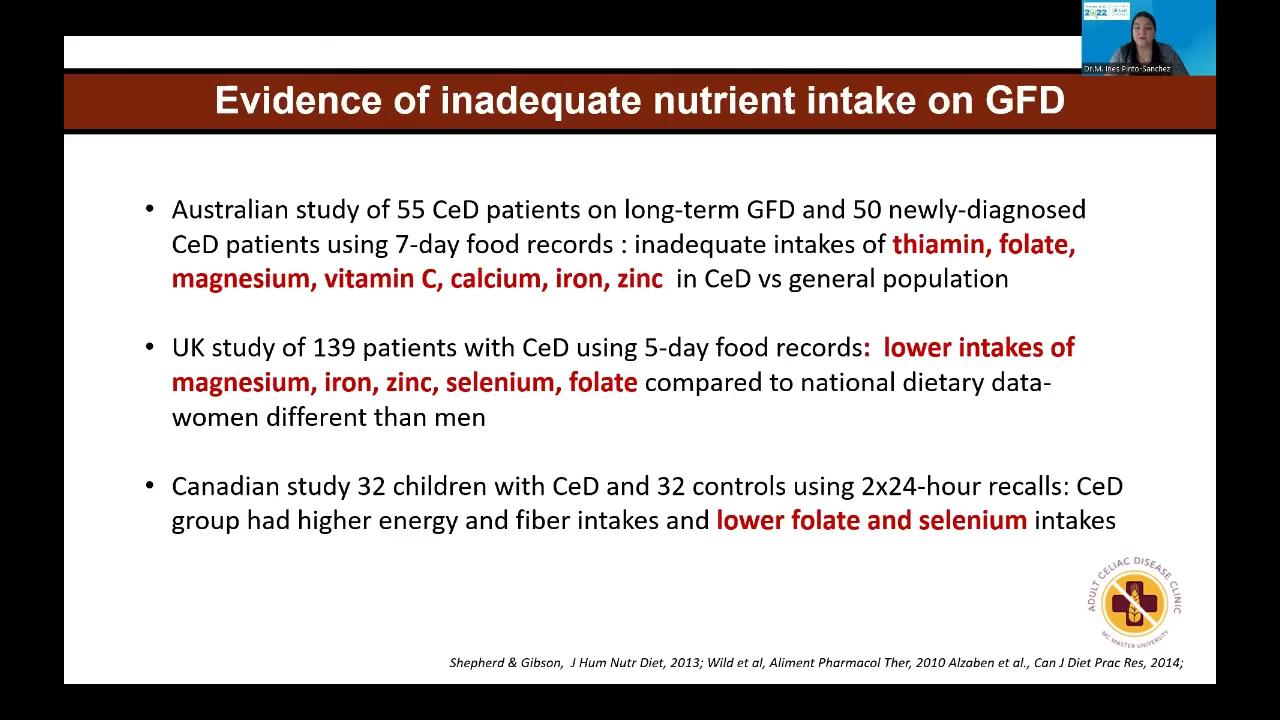 2022
Dr.M. Ines Pinto-Sanchez
Evidence of inadequate nutrient intake on GFD
• Australian study of 55 CeD patients on long-term GFD and 50 newly-diagnosed
CeD patients using 7-day food records : inadequate intakes of thiamin, folate,
magnesium, vitamin C, calcium, iron, zinc in CeD vs general population
• UK study of 139 patients with CeD using 5-day food records: lower intakes of
magnesium, iron, zinc, selenium, folate compared to national dietary data-
women different than men
• Canadian study 32 children with CeD and 32 controls using 2x24-hour recalls: CeD
group had higher energy and fiber intakes and lower folate and selenium intakes
ADULT CELIAC DISEASE CLINIC
MC MASTER UNIVERSITY
Shepherd & Gibson, J Hum Nutr Diet, 2013; Wild et al, Aliment Pharmacol Ther, 2010 Alzaben et al., Can J Diet Prac Res, 2014;